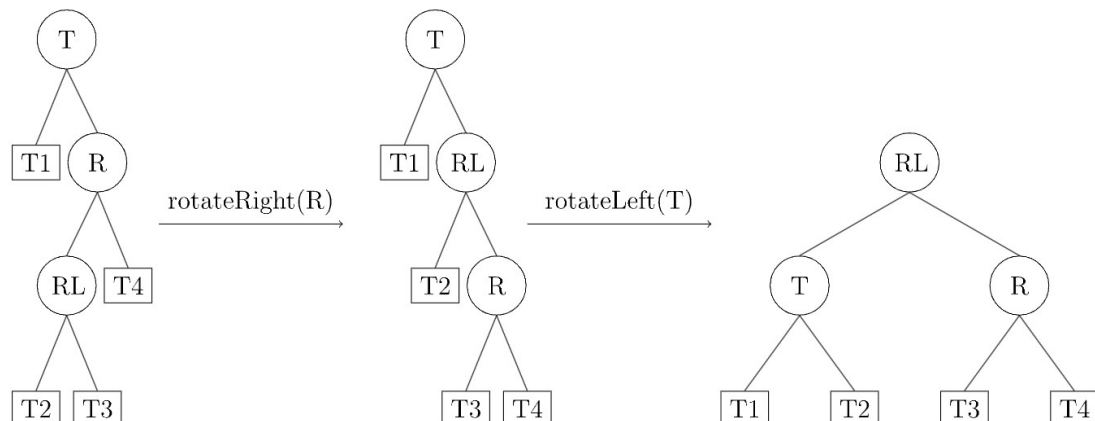 T
T
T1
R
T1
RL
RL
rotateRight(R)
rotateLeft(T)
RL
T4
T2
R
T
R
T2
T3
T3
T4
T1
T2
T3
T4